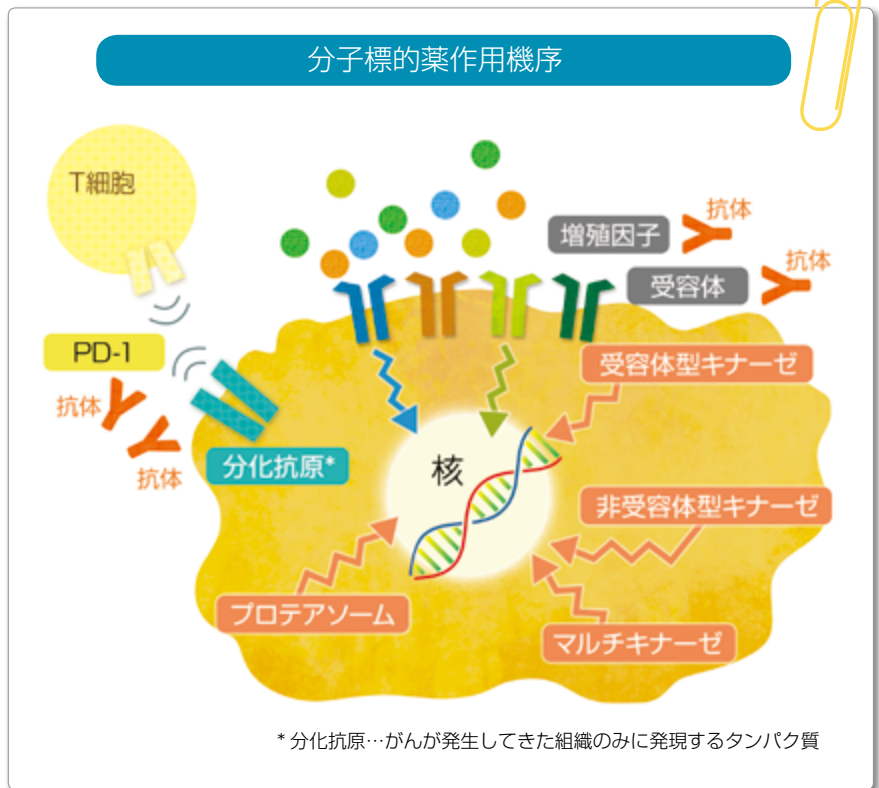 分子標的薬作用機序
T細胞
増殖因子
抗体
受容体
抗体
PD-1
受容体型キナーゼ
抗体
抗体
分化抗原*
核
非受容体型キナーゼ
プロテアソーム
マルチキナーゼ
* 分化抗原…がんが発生してきた組織のみに発現するタンパク質